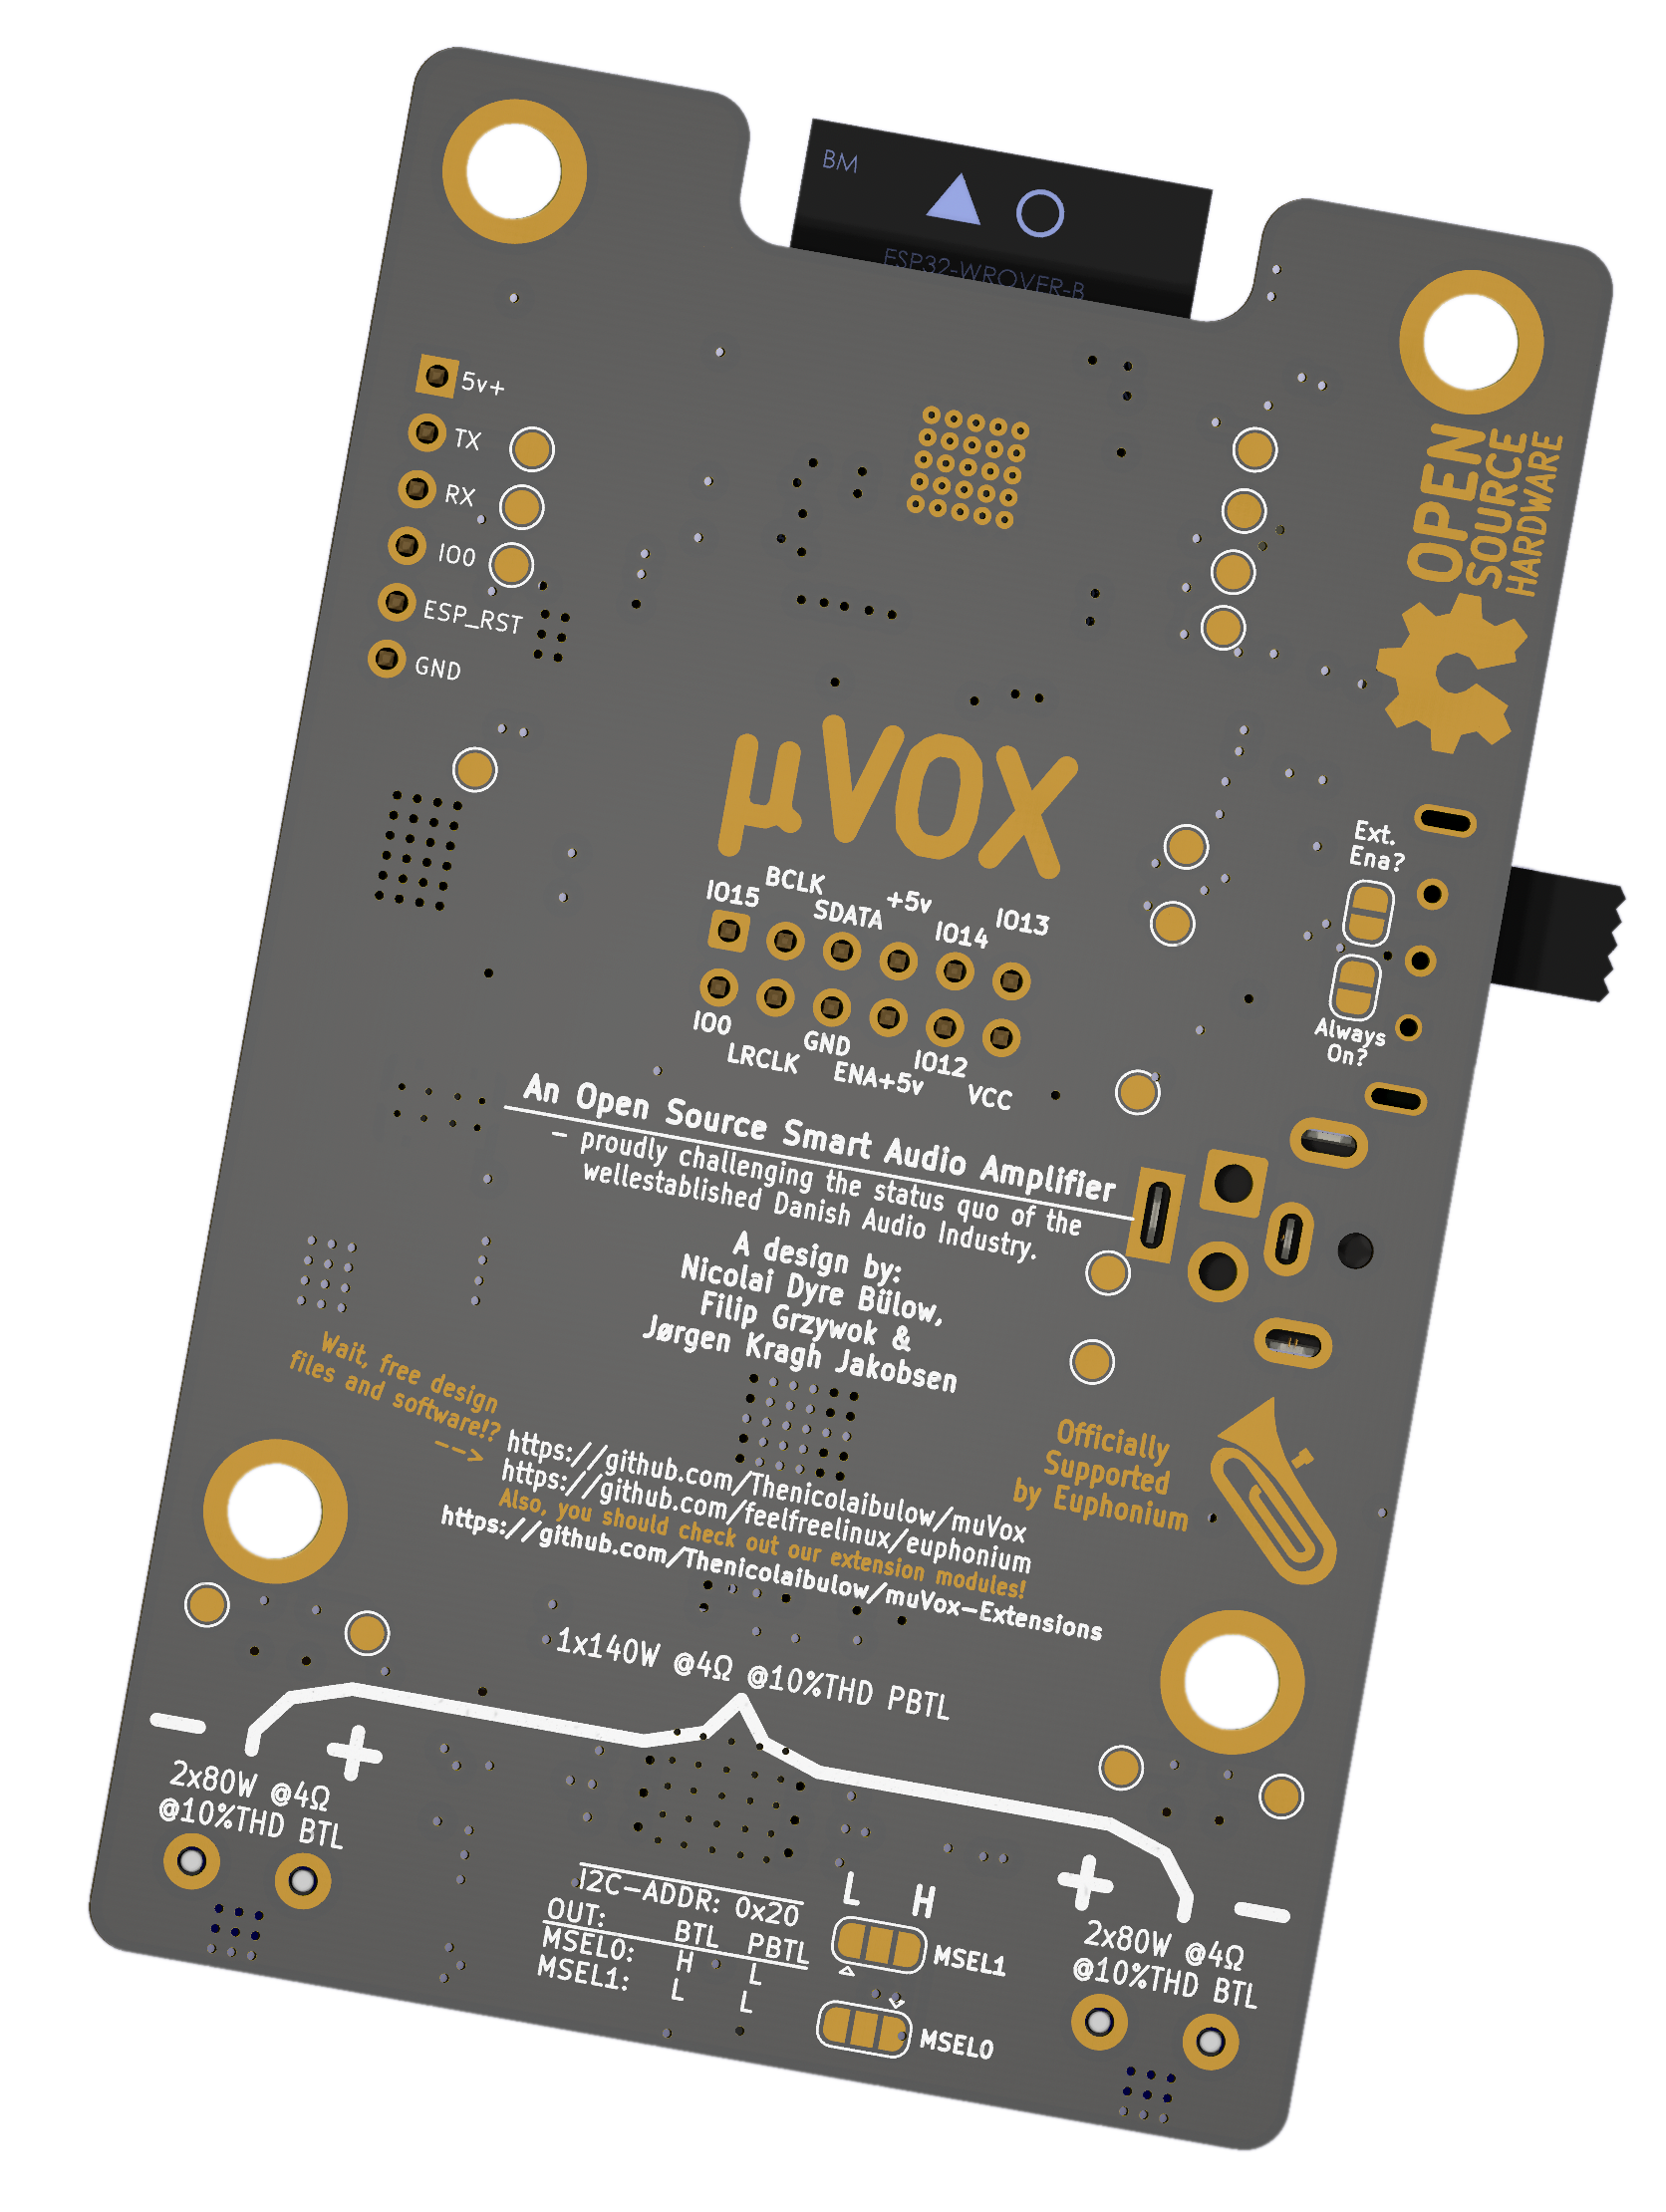 BM
ESP32-WROVER-B
5v+
TX
RX
IO0
ESP_RST
GND
OPEN
SOURCE
HARDWARE
µVOX
Ext.
Ena?
Always
On?
IO15
BCLK
SDATA
+5v
IO14
IO13
IO0
LRCLK
GND
ENA+5v
IO12
VCC
An Open Source Smart Audio Amplifier
- proudly challenging the status quo of the
wellestablished Danish Audio Industry.
A design by:
Nicolai Dyre Bülow,
Filip Grzywok &
Jørgen Kragh Jakobsen
Wait, free design
files and software!?
-->
https://github.com/Thenicolaibulow/muVox
https://github.com/feelfreelinux/euphonium
Also, you should check out our extension modules!
https://github.com/Thenicolaibulow/muVox-Extensions
Officially
Supported
by Euphonium
1x140W @4Ω @10%THD PBTL
- +
2x80W @4Ω
@10%THD BTL
+ -
2x80W @4Ω
@10%THD BTL
I2C-ADDR: 0x20
OUT: BTL PBTL
MSEL0: H L
MSEL1: L L
L H
MSEL1
MSEL0